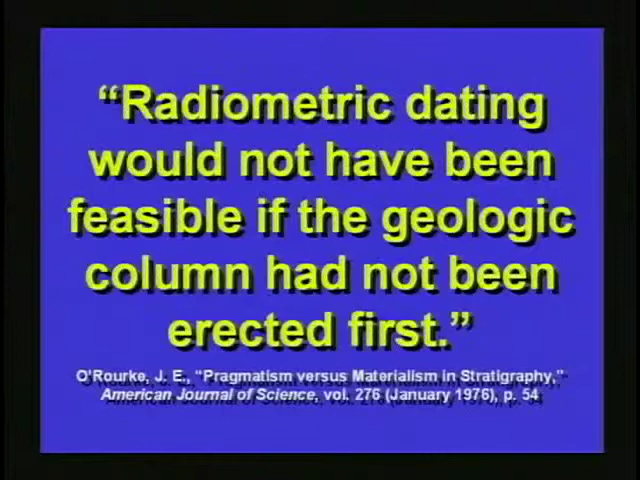 “Radiometric dating
would not have been
feasible if the geologic
column had not been
erected first.”
O'Rourke, J. E., “Pragmatism versus Materialism in Stratigraphy,”
American Journal of Science, vol. 276 (January 1976), p. 54